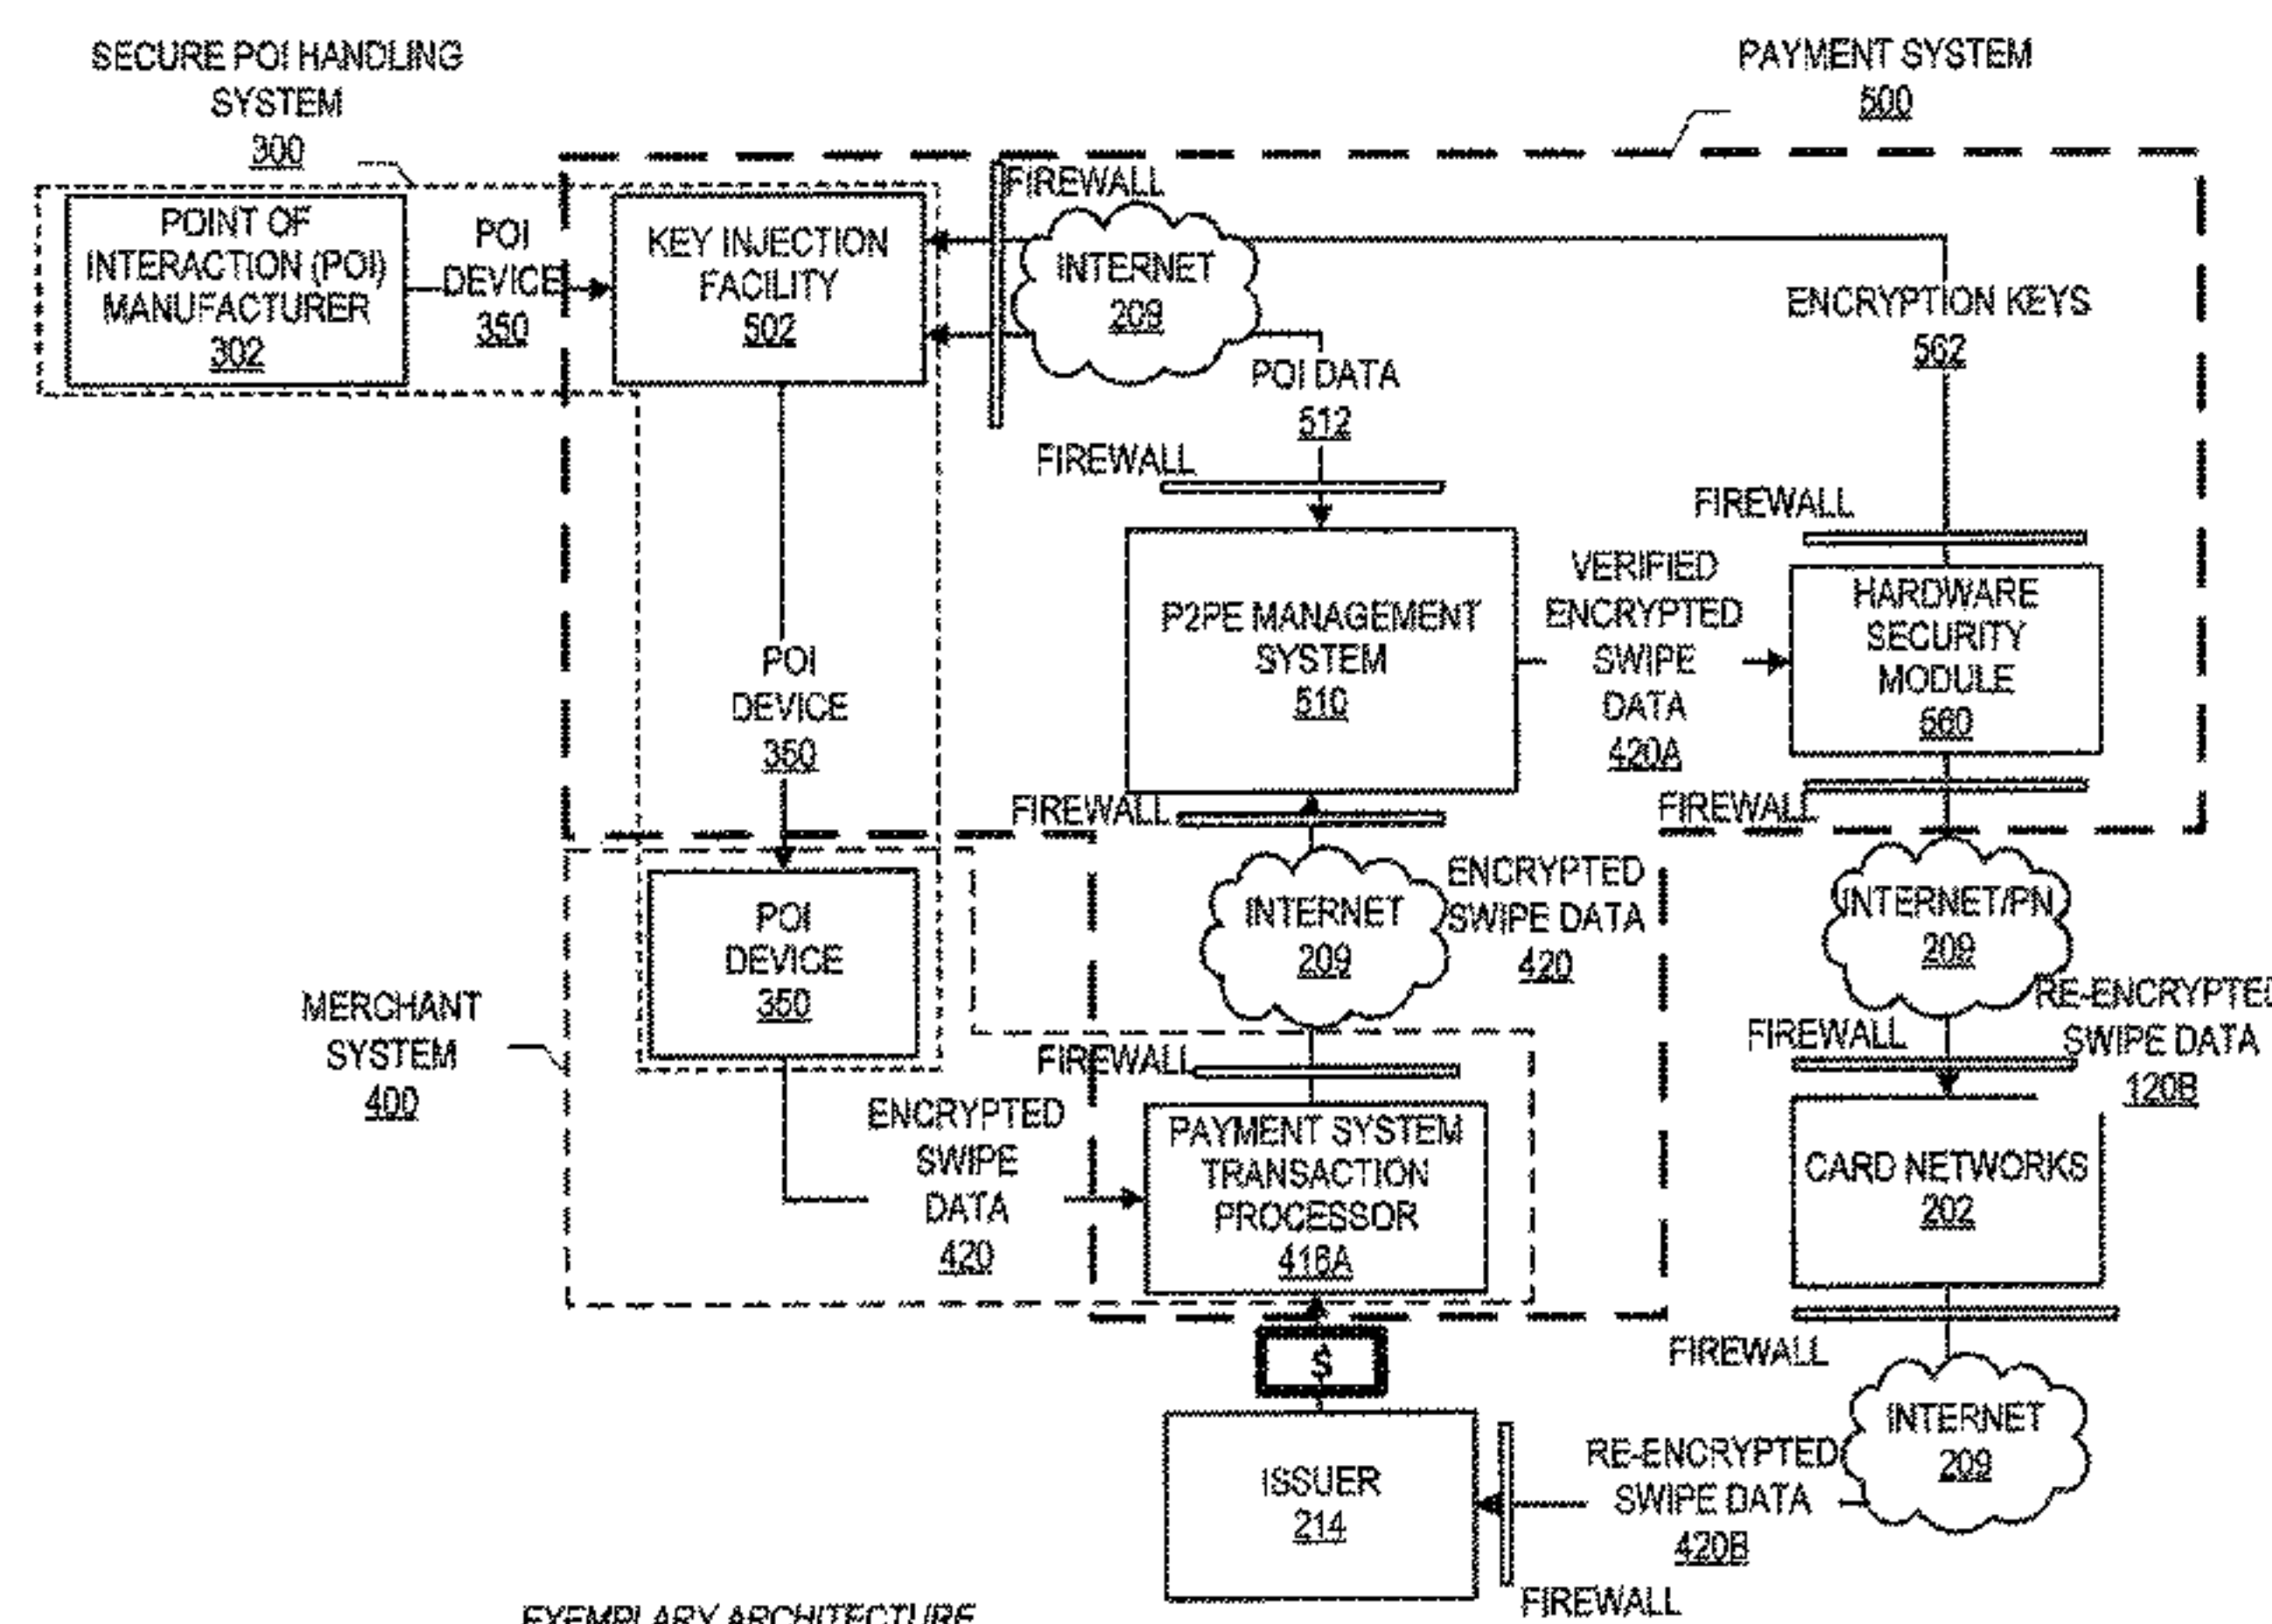 SECURE POI HANDLING
SYSTEM
300
PAYMENT SYSTEM
500
POINT OF
INTERACTION (POI)
MANUFACTURER
302
POI
DEVICE
350
KEY INJECTION
FACILITY
502
FIREWALL
INTERNET
209
ENCRYPTION KEYS
562
POI DATA
512
FIREWALL
FIREWALL
P2PE MANAGEMENT
SYSTEM
510
VERIFIED
ENCRYPTED
SWIPE
DATA
420A
HARDWARE
SECURITY
MODULE
560
POI
DEVICE
350
FIREWALL
FIREWALL
POI
DEVICE
350
INTERNET
209
ENCRYPTED
SWIPE DATA
420
INTERNET/PN
209
MERCHANT
SYSTEM
400
FIREWALL
FIREWALL
RE-ENCRYPTED
SWIPE DATA
120B
ENCRYPTED
SWIPE
DATA
420
PAYMENT SYSTEM
TRANSACTION
PROCESSOR
416A
CARD NETWORKS
202
$
FIREWALL
ISSUER
214
RE-ENCRYPTED
SWIPE DATA
420B
INTERNET
209
FIREWALL
EXEMPLARY ARCHITECTURE